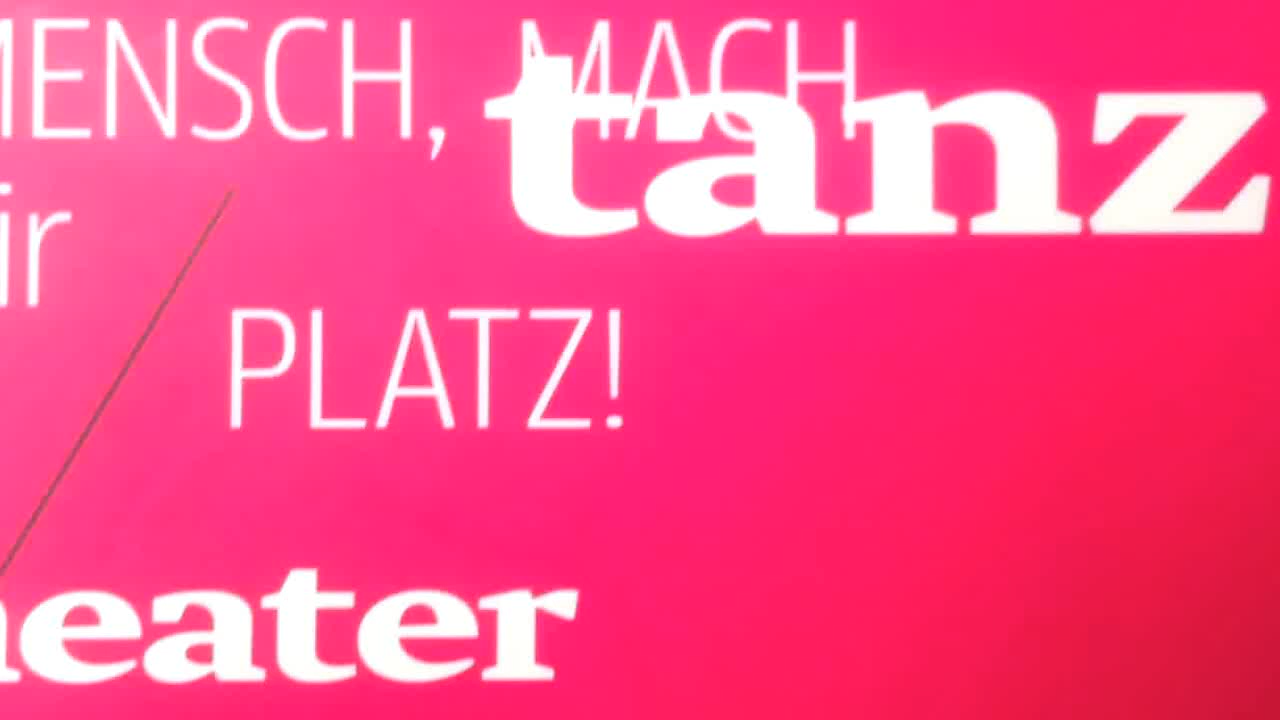 MENSCH, MACH
tanz
ir
PLATZ!
heater